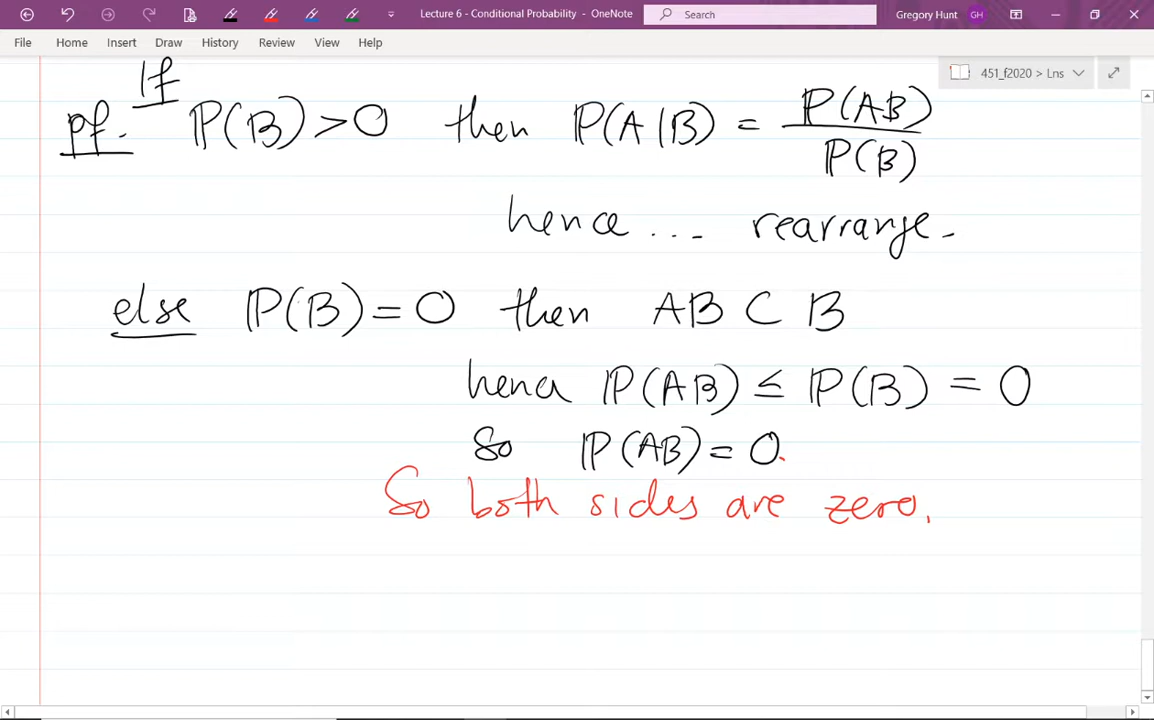 Lecture 6 - Conditional Probability - OneNote
Search
Gregory Hunt GH
File Home Insert Draw History Review View Help
451_f2020 > Lns
pf. If P(B) > 0 then P(A|B) = P(AB) / P(B)
hence ... rearrange.
else P(B) = 0 then AB ⊂ B
hence P(AB) ≤ P(B) = 0
So P(AB) = 0.
So both sides are zero.